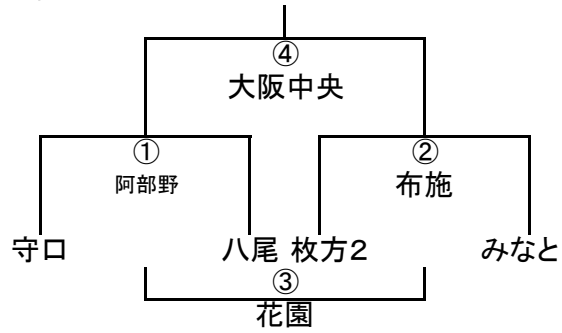 ④
大阪中央
① ②
阿部野 布施
守口 八尾 枚方２ みなと
③
花園